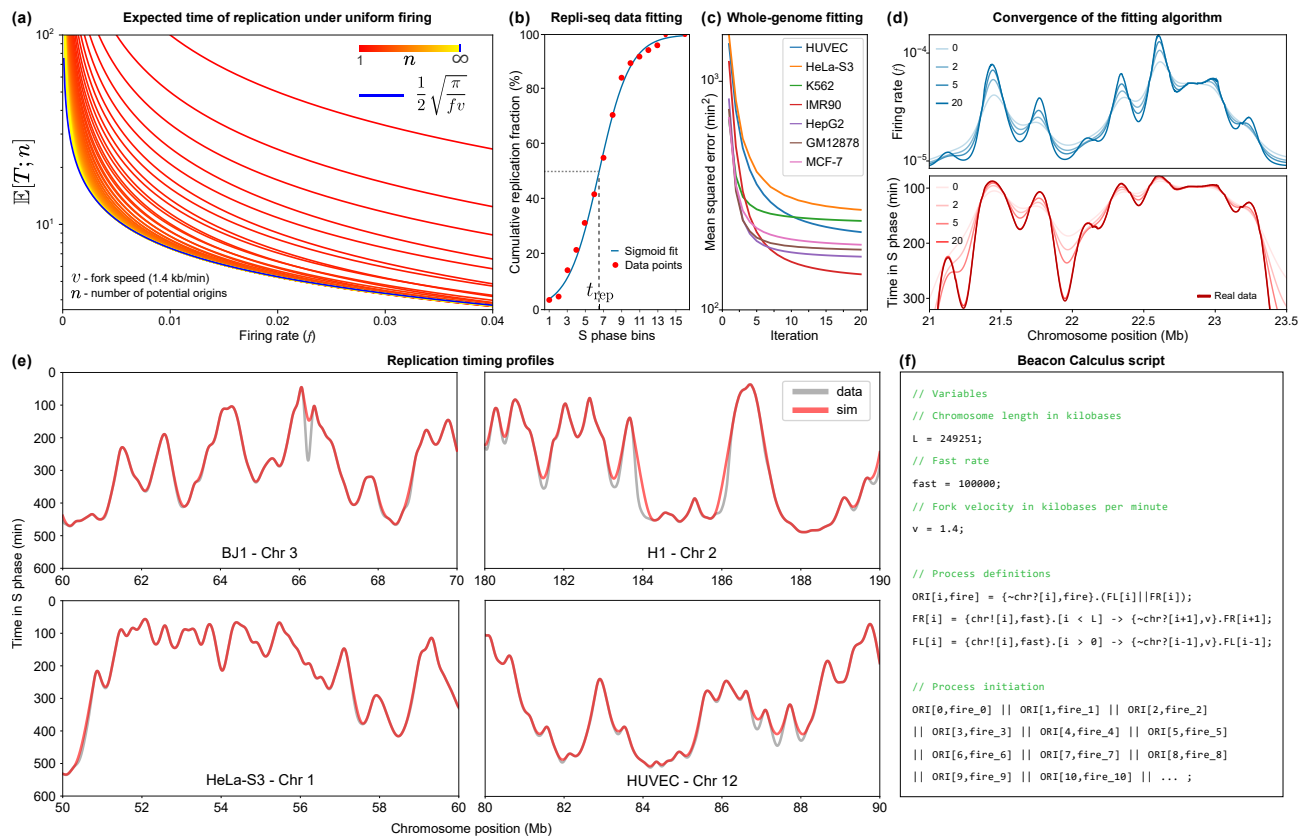 (a) Expected time of replication under uniform firing
10²
10¹
𝔼[T; n]
1 n ∞
1/2 √(π/fv)
v - fork speed (1.4 kb/min)
n - number of potential origins
0 0.01 0.02 0.03 0.04
Firing rate (f)
(b) Repli-seq data fitting
Cumulative replication fraction (%)
100
80
60
40
20
0
Sigmoid fit
Data points
t_rep
1 3 5 7 9 11 13 15
S phase bins
(c) Whole-genome fitting
Mean squared error (min²)
10³
10²
HUVEC
HeLa-S3
K562
IMR90
HepG2
GM12878
MCF-7
5 10 15 20
Iteration
(d) Convergence of the fitting algorithm
Firing rate (f)
10⁻⁴
10⁻⁵
0
2
5
20
Time in S phase (min)
100
200
300
0
2
5
20
Real data
21 21.5 22 22.5 23 23.5
Chromosome position (Mb)
(e) Replication timing profiles
Time in S phase (min)
0
100
200
300
400
500
600
BJ1 - Chr 3
60 62 64 66 68 70
data
sim
H1 - Chr 2
180 182 184 186 188 190
0
100
200
300
400
500
600
HeLa-S3 - Chr 1
50 52 54 56 58 60
HUVEC - Chr 12
80 82 84 86 88 90
Chromosome position (Mb)
(f) Beacon Calculus script
// Variables
// Chromosome length in kilobases
L = 249251;
// Fast rate
fast = 100000;
// Fork velocity in kilobases per minute
v = 1.4;
// Process definitions
ORI[i,fire] = {~chr?[i],fire}.(FL[i]||FR[i]);
FR[i] = {chr![i],fast}.[i < L] -> {~chr?[i+1],v}.FR[i+1];
FL[i] = {chr![i],fast}.[i > 0] -> {~chr?[i-1],v}.FL[i-1];
// Process initiation
ORI[0,fire_0] || ORI[1,fire_1] || ORI[2,fire_2]
|| ORI[3,fire_3] || ORI[4,fire_4] || ORI[5,fire_5]
|| ORI[6,fire_6] || ORI[7,fire_7] || ORI[8,fire_8]
|| ORI[9,fire_9] || ORI[10,fire_10] || ... ;